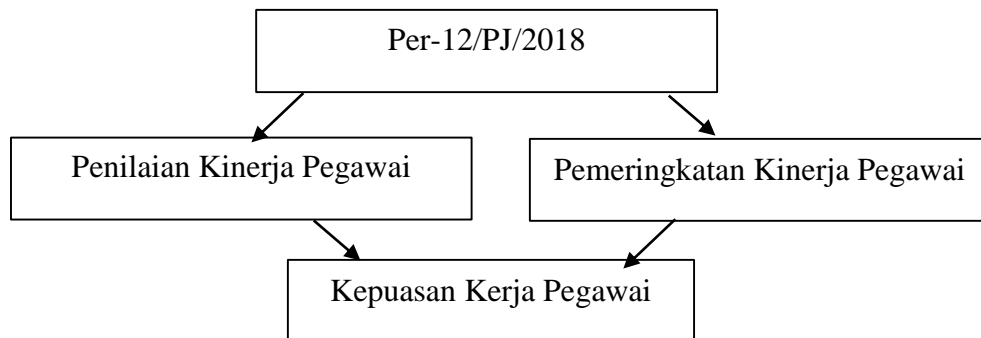 Per-12/PJ/2018
Penilaian Kinerja Pegawai
Pemeringkatan Kinerja Pegawai
Kepuasan Kerja Pegawai